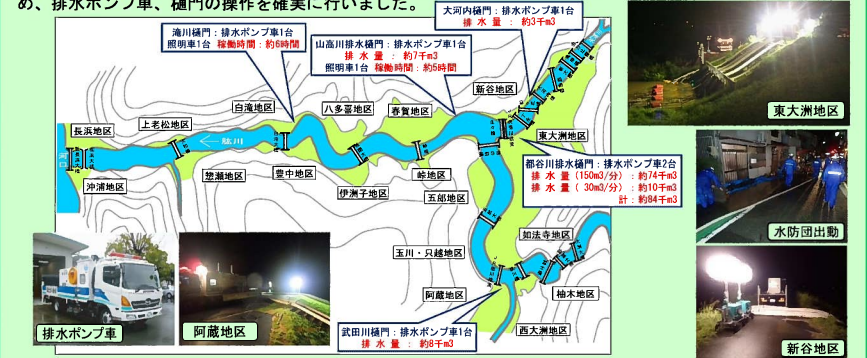 め、排水ポンプ車、樋門の操作を確実に行いました。
滝川樋門：排水ポンプ車1台
照明車1台 稼働時間：約6時間
山高川排水樋門：排水ポンプ車1台
排 水 量 ： 約7千m3
照明車1台 稼働時間：約5時間
大河内樋門：排水ポンプ車1台
排 水 量 ： 約3千m3
新谷地区
東大洲地区
白滝地区
八多喜地区
春賀地区
上老松地区
長浜地区
肱川
河口
東大洲地区
沖浦地区
惣瀬地区
豊中地区
伊洲子地区
峠地区
五郎地区
都谷川排水樋門：排水ポンプ車2台
排 水 量 (150m3/分) ：約74千m3
排 水 量 ( 30m3/分) ：約10千m3
計：約84千m3
水防団出動
如法寺地区
玉川・只越地区
阿蔵地区
柚木地区
西大洲地区
武田川樋門：排水ポンプ車1台
排 水 量 ： 約8千m3
排水ポンプ車
阿蔵地区
新谷地区